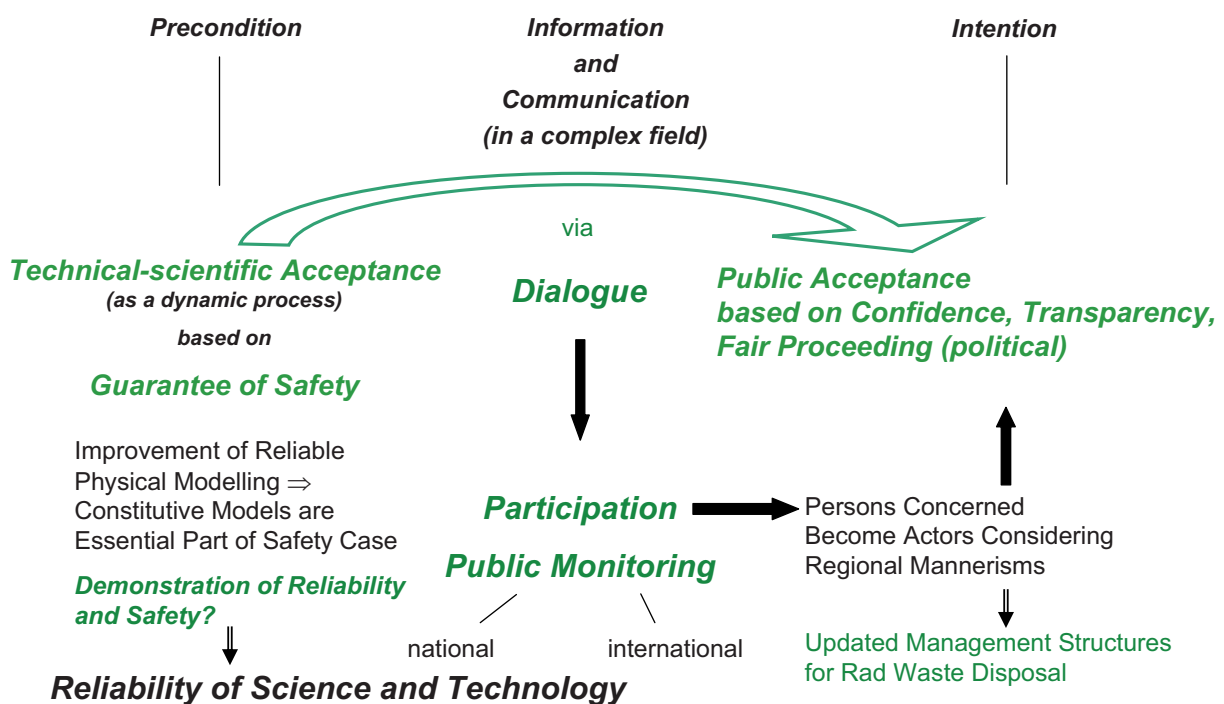 Precondition
Information
and
Communication
(in a complex field)
Intention
Technical-scientific Acceptance
(as a dynamic process)
based on
Guarantee of Safety
Improvement of Reliable
Physical Modelling ⇒
Constitutive Models are
Essential Part of Safety Case
Demonstration of Reliability
and Safety?
Reliability of Science and Technology
via
Dialogue
Participation
Public Monitoring
national
international
Public Acceptance
based on Confidence, Transparency,
Fair Proceeding (political)
Persons Concerned
Become Actors Considering
Regional Mannerisms
Updated Management Structures
for Rad Waste Disposal